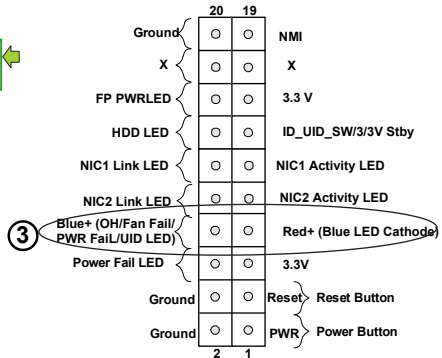 20 19
Ground NMI
X X
FP PWRLED 3.3 V
HDD LED ID_UID_SW/3/3V Stby
NIC1 Link LED NIC1 Activity LED
NIC2 Link LED NIC2 Activity LED
Blue+ (OH/Fan Fail/
PWR FaiL/UID LED) Red+ (Blue LED Cathode)
3
Power Fail LED 3.3V
Ground Reset Reset Button
Ground PWR Power Button
2 1